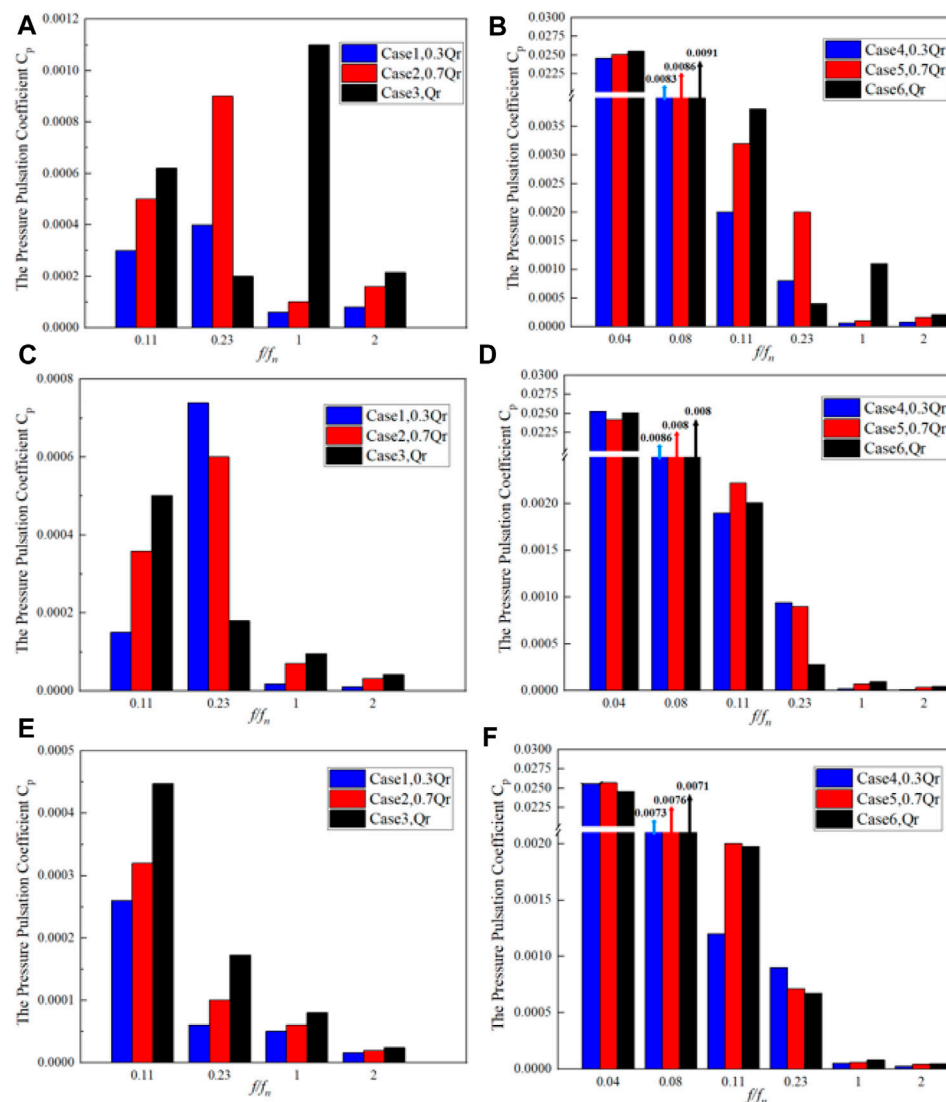 A
The Pressure Pulsation Coefficient Cp
0.0012
0.0010
0.0008
0.0006
0.0004
0.0002
0.0000
Case1,0.3Qr
Case2,0.7Qr
Case3,Qr
0.11 0.23 1 2
f/fn
B
The Pressure Pulsation Coefficient Cp
0.0300
0.0275
0.0250
0.0225
0.0035
0.0030
0.0025
0.0020
0.0015
0.0010
0.0005
0.0000
0.0083 0.0086 0.0091
Case4,0.3Qr
Case5,0.7Qr
Case6,Qr
0.04 0.08 0.11 0.23 1 2
f/fn
C
The Pressure Pulsation Coefficient Cp
0.0008
0.0006
0.0004
0.0002
0.0000
Case1,0.3Qr
Case2,0.7Qr
Case3,Qr
0.11 0.23 1 2
f/fn
D
The Pressure Pulsation Coefficient Cp
0.0300
0.0275
0.0250
0.0225
0.0020
0.0015
0.0010
0.0005
0.0000
0.0086 0.008 0.008
Case4,0.3Qr
Case5,0.7Qr
Case6,Qr
0.04 0.08 0.11 0.23 1 2
f/fn
E
The Pressure Pulsation Coefficient Cp
0.0005
0.0004
0.0003
0.0002
0.0001
0.0000
Case1,0.3Qr
Case2,0.7Qr
Case3,Qr
0.11 0.23 1 2
f/fn
F
The Pressure Pulsation Coefficient Cp
0.0300
0.0275
0.0250
0.0225
0.0020
0.0015
0.0010
0.0005
0.0000
0.0073 0.0076 0.0071
Case4,0.3Qr
Case5,0.7Qr
Case6,Qr
0.04 0.08 0.11 0.23 1 2
f/fn